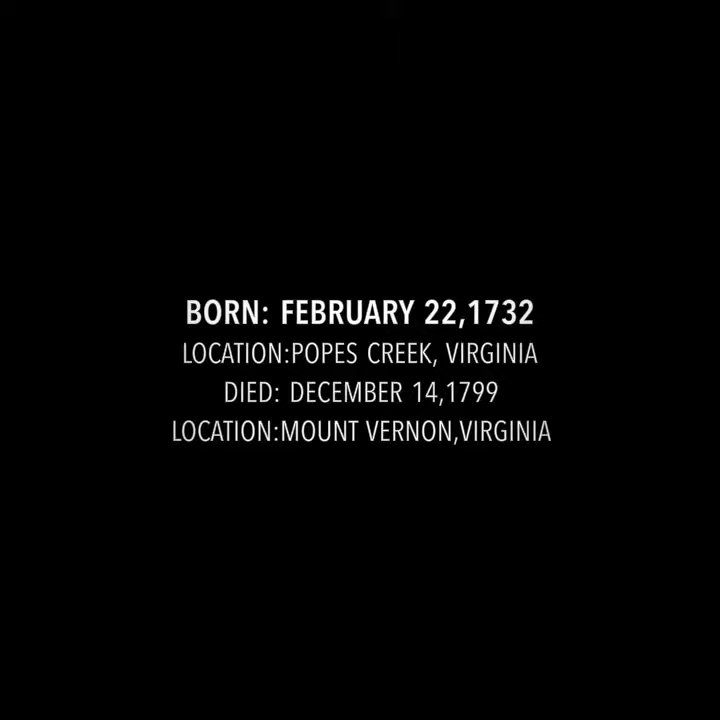 BORN: FEBRUARY 22,1732
LOCATION:POPES CREEK, VIRGINIA
DIED: DECEMBER 14,1799
LOCATION:MOUNT VERNON,VIRGINIA